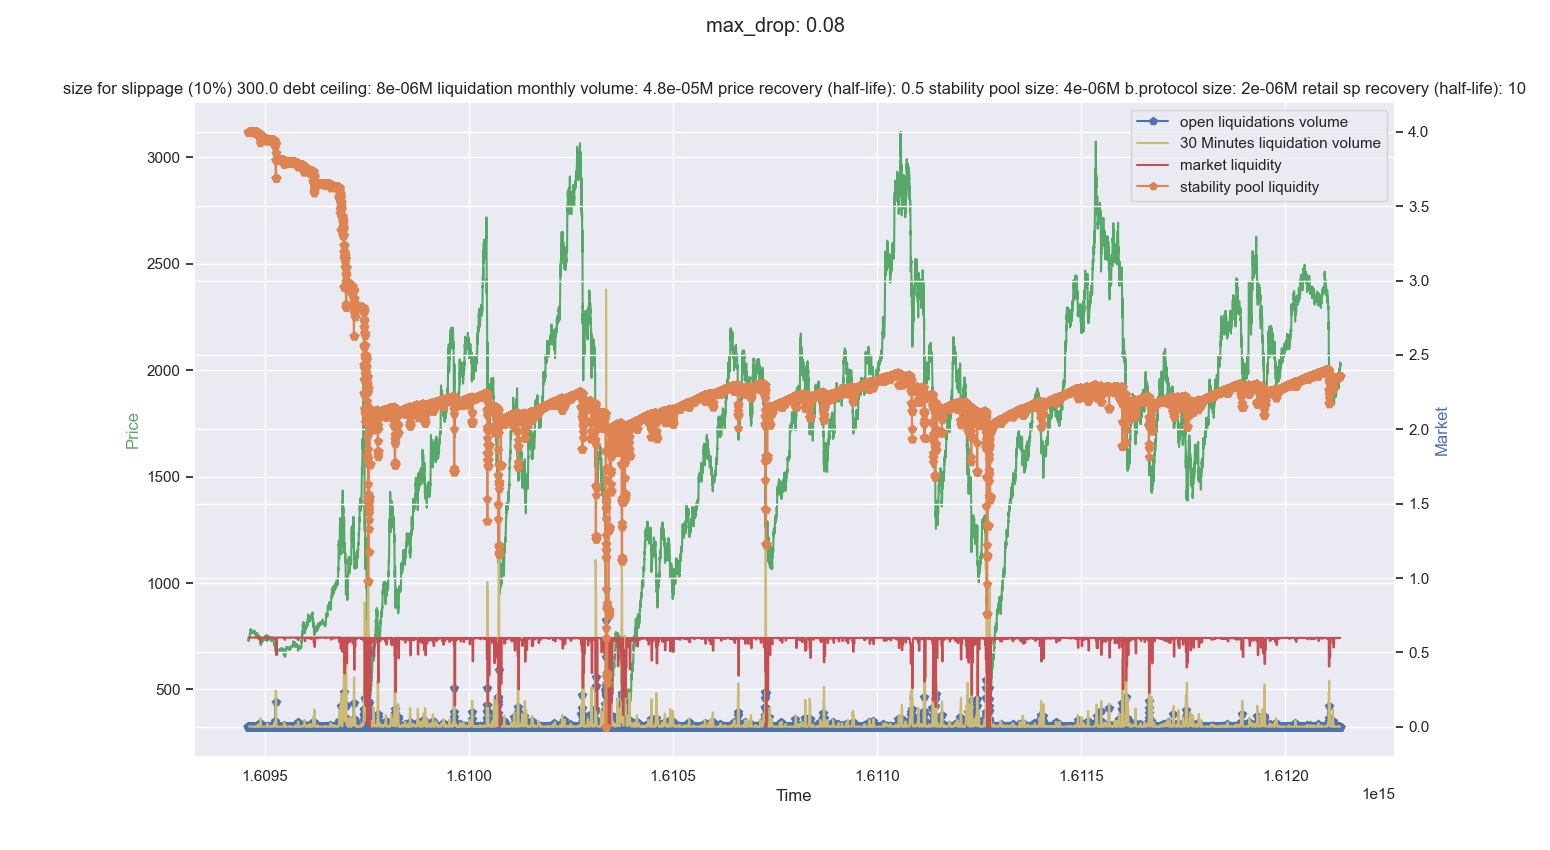 max_drop: 0.08
size for slippage (10%) 300.0 debt ceiling: 8e-06M liquidation monthly volume: 4.8e-05M price recovery (half-life): 0.5 stability pool size: 4e-06M b.protocol size: 2e-06M retail sp recovery (half-life): 10
open liquidations volume
30 Minutes liquidation volume
market liquidity
stability pool liquidity
3000
2500
2000
1500
1000
500
Price
4.0
3.5
3.0
2.5
2.0
1.5
1.0
0.5
0.0
Market
1.6095
1.6100
1.6105
1.6110
1.6115
1.6120
Time
1e15